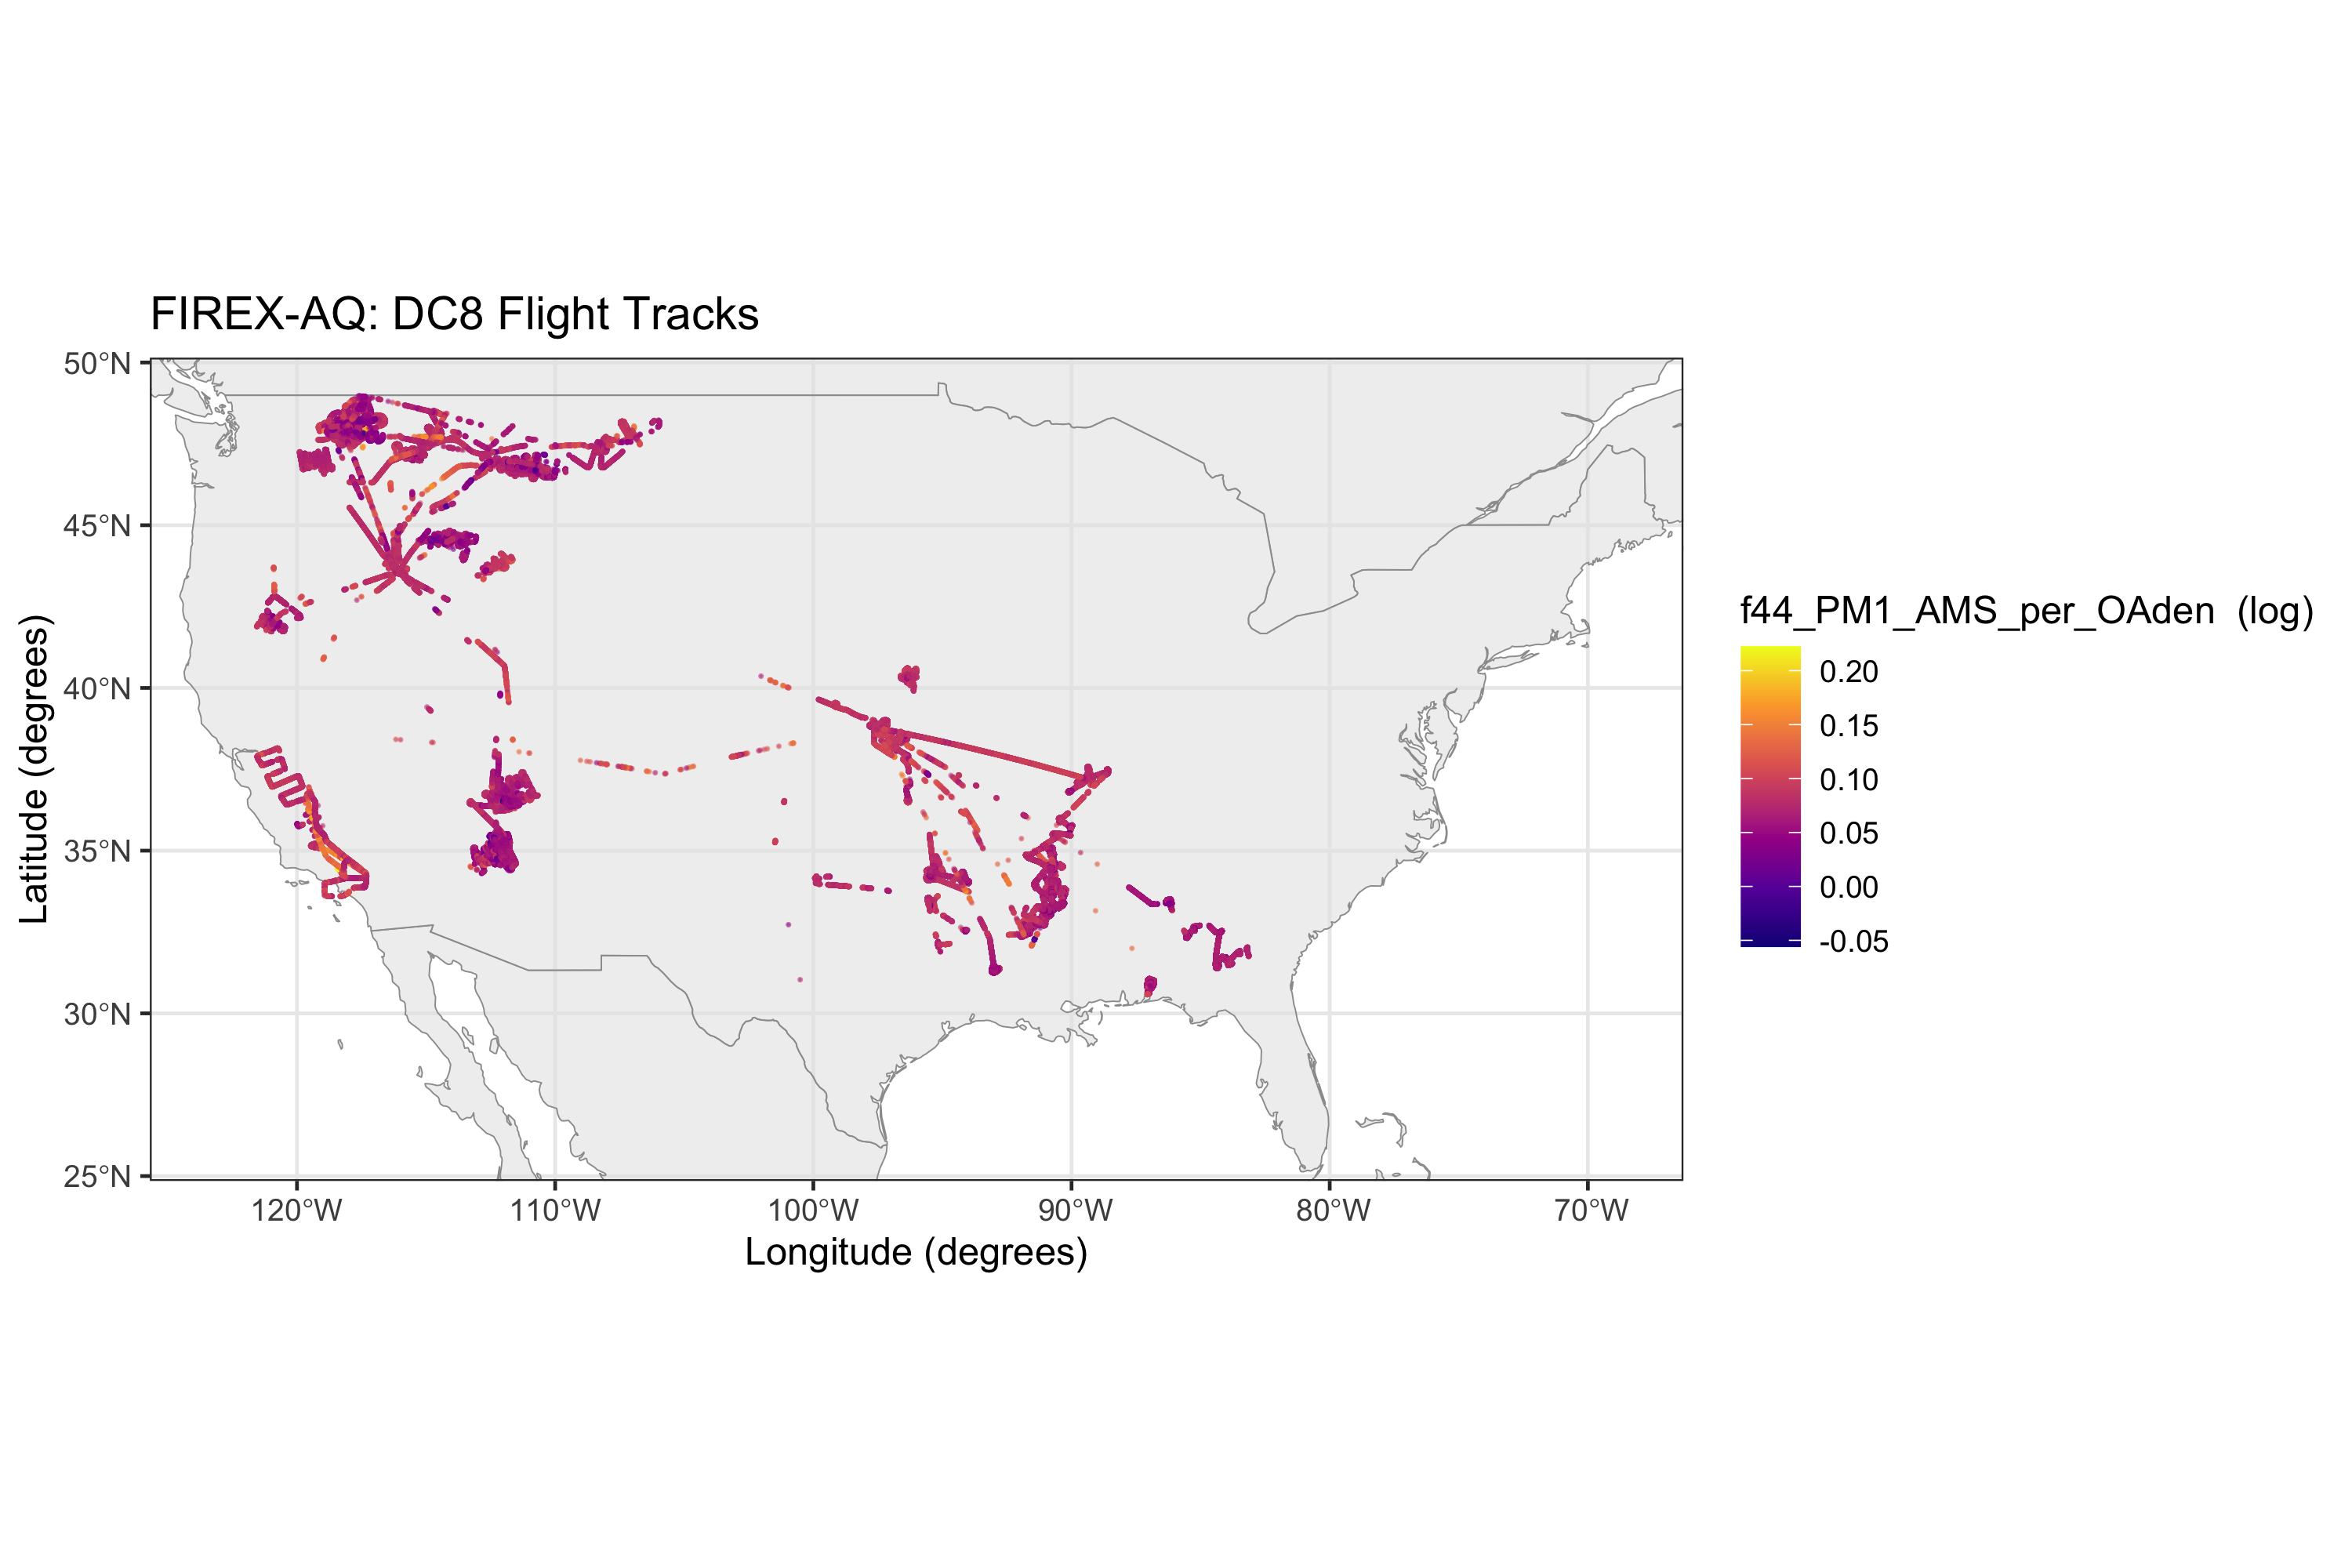 FIREX-AQ: DC8 Flight Tracks
50°N
45°N
40°N
35°N
30°N
25°N
Latitude (degrees)
120°W 110°W 100°W 90°W 80°W 70°W
Longitude (degrees)
f44_PM1_AMS_per_OAden (log)
0.20
0.15
0.10
0.05
0.00
-0.05